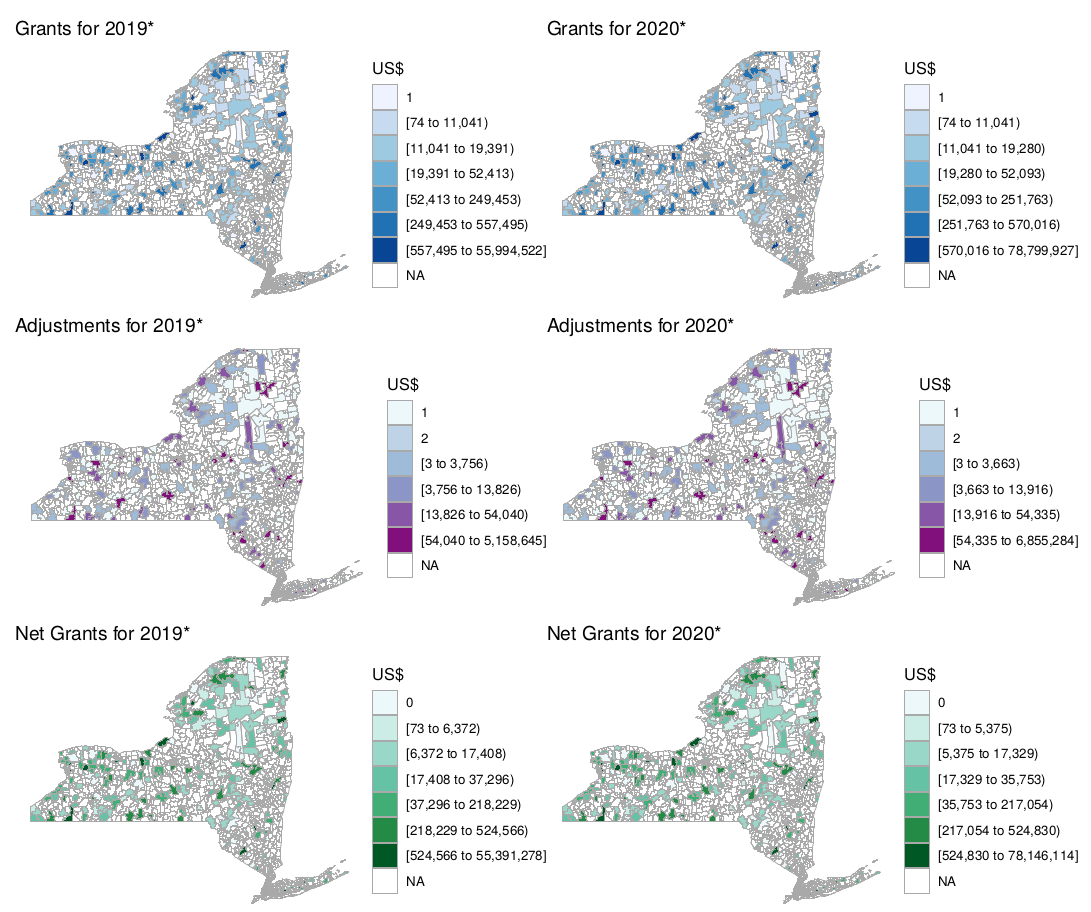 Grants for 2019*
US$
1
[74 to 11,041)
[11,041 to 19,391)
[19,391 to 52,413)
[52,413 to 249,453)
[249,453 to 557,495)
[557,495 to 55,994,522]
NA
Grants for 2020*
US$
1
[74 to 11,041)
[11,041 to 19,280)
[19,280 to 52,093)
[52,093 to 251,763)
[251,763 to 570,016)
[570,016 to 78,799,927]
NA
Adjustments for 2019*
US$
1
2
[3 to 3,756)
[3,756 to 13,826)
[13,826 to 54,040)
[54,040 to 5,158,645]
NA
Adjustments for 2020*
US$
1
2
[3 to 3,663)
[3,663 to 13,916)
[13,916 to 54,335)
[54,335 to 6,855,284]
NA
Net Grants for 2019*
US$
0
[73 to 6,372)
[6,372 to 17,408)
[17,408 to 37,296)
[37,296 to 218,229)
[218,229 to 524,566)
[524,566 to 55,391,278]
NA
Net Grants for 2020*
US$
0
[73 to 5,375)
[5,375 to 17,329)
[17,329 to 35,753)
[35,753 to 217,054)
[217,054 to 524,830)
[524,830 to 78,146,114]
NA